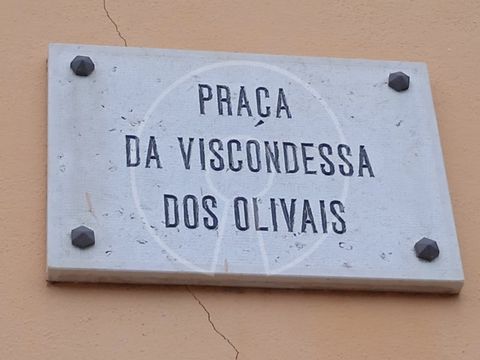 PRAÇA
DA VISCONDESSA
DOS OLIVAIS